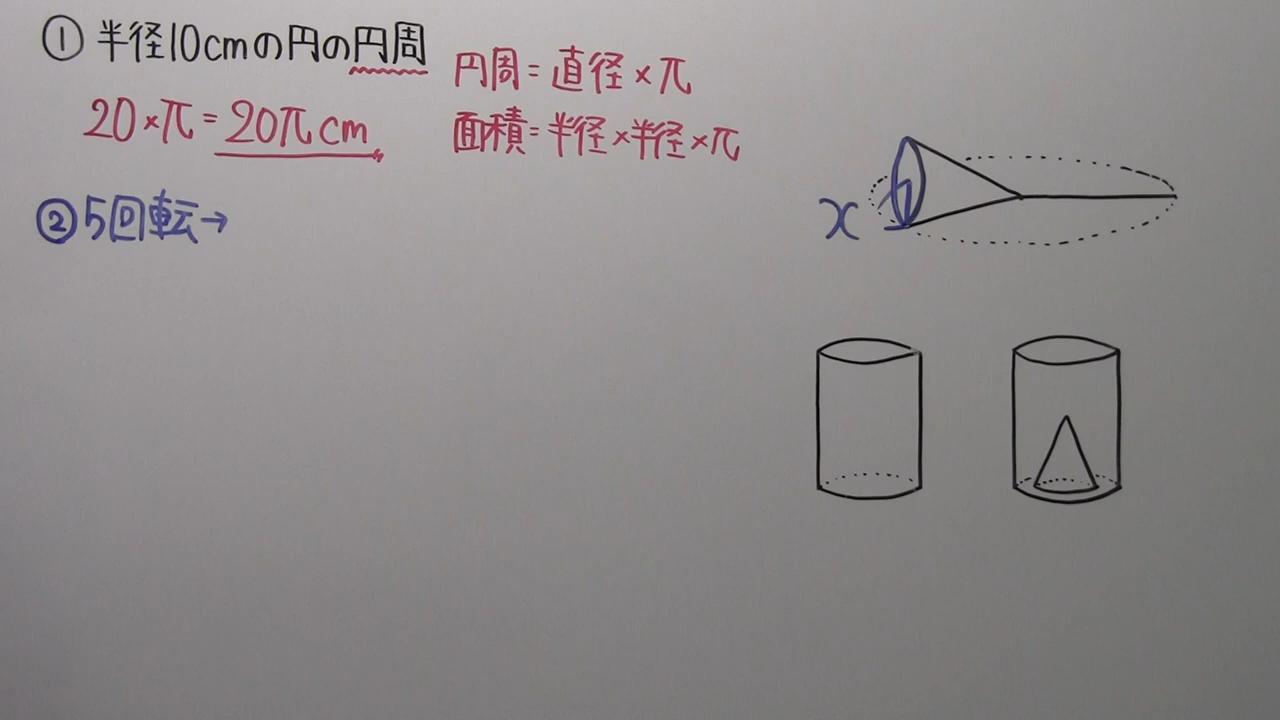 ① 半径10cmの円の円周
円周=直径×π
20×π=20πcm
面積=半径×半径×π
②5回転→
x